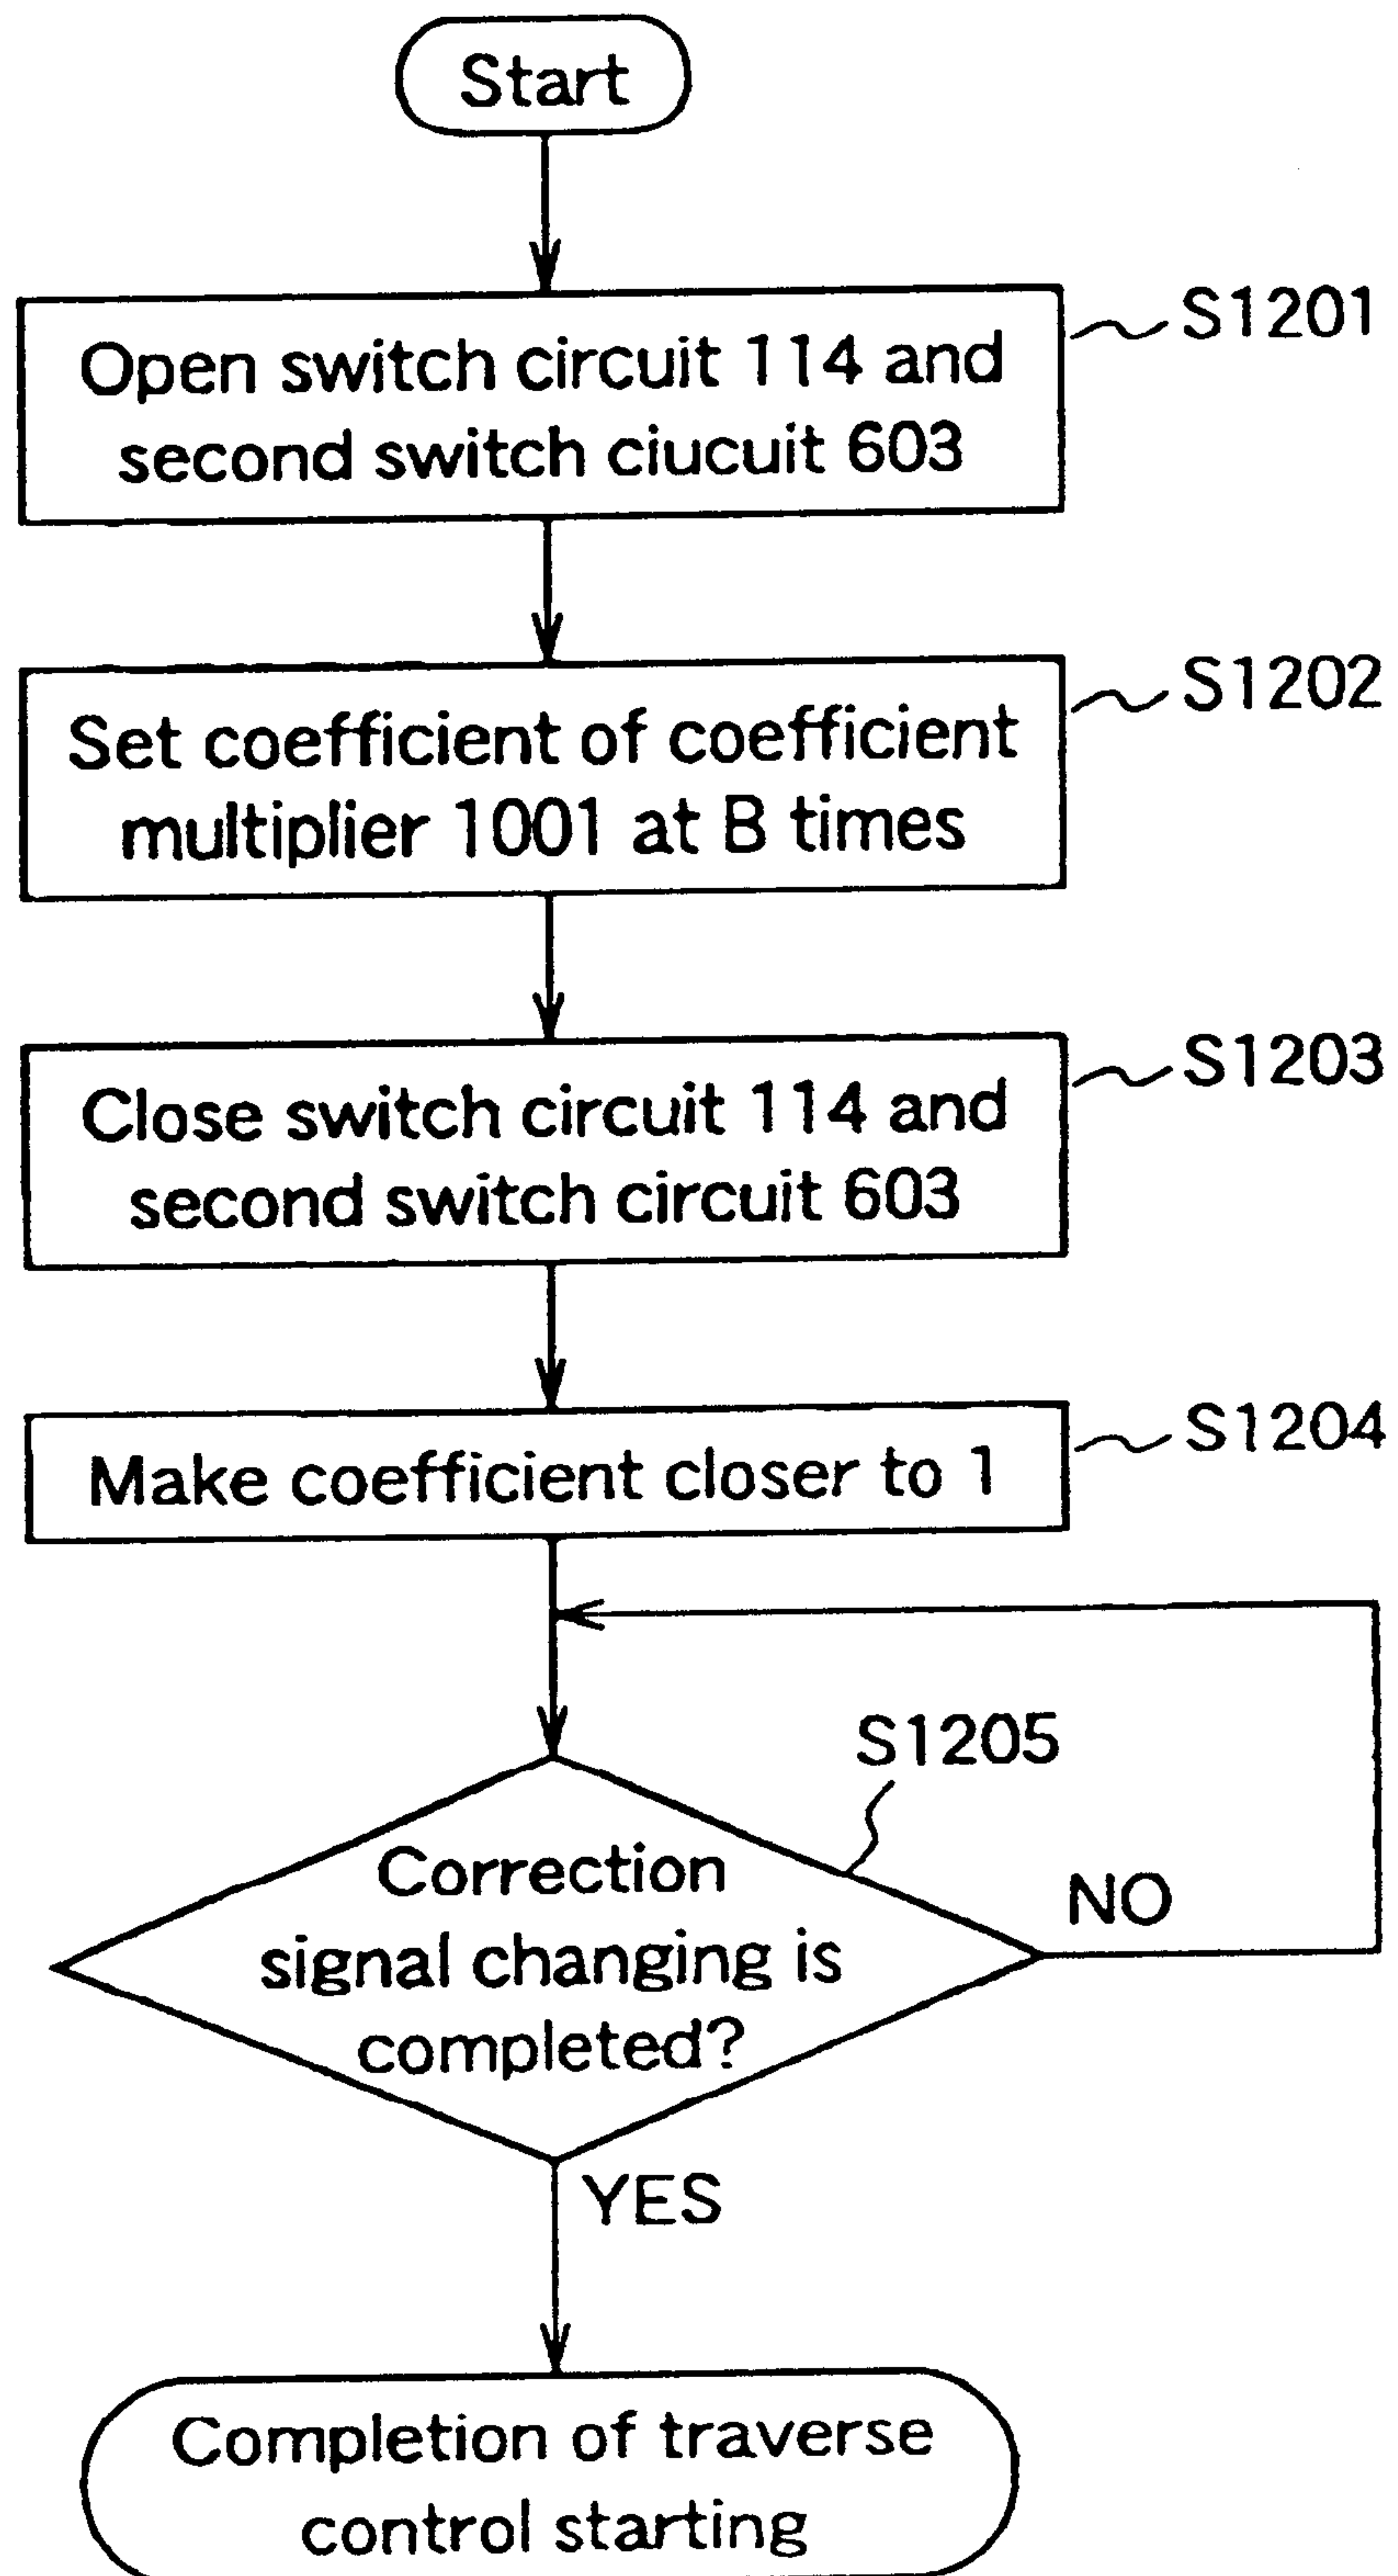 Start
S1201
Open switch circuit 114 and
second switch ciucuit 603
S1202
Set coefficient of coefficient
multiplier 1001 at B times
S1203
Close switch circuit 114 and
second switch circuit 603
S1204
Make coefficient closer to 1
S1205
Correction
signal changing is
completed?
NO
YES
Completion of traverse
control starting